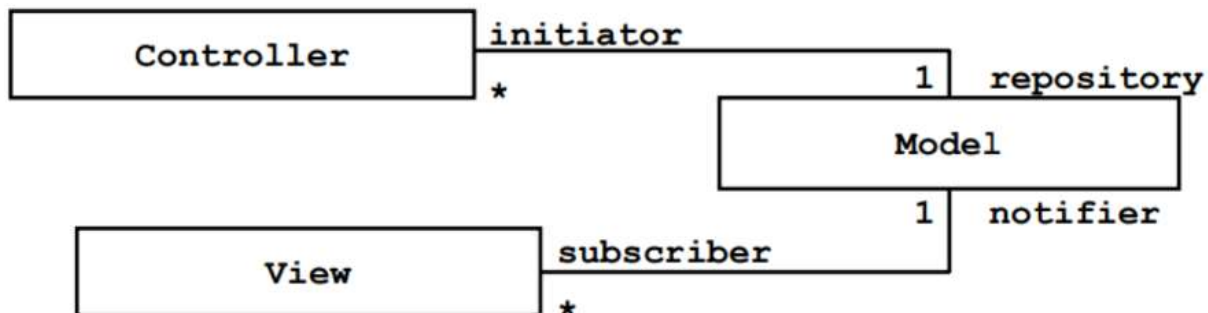 initiator
Controller
*
1 repository
Model
1 notifier
subscriber
View
*